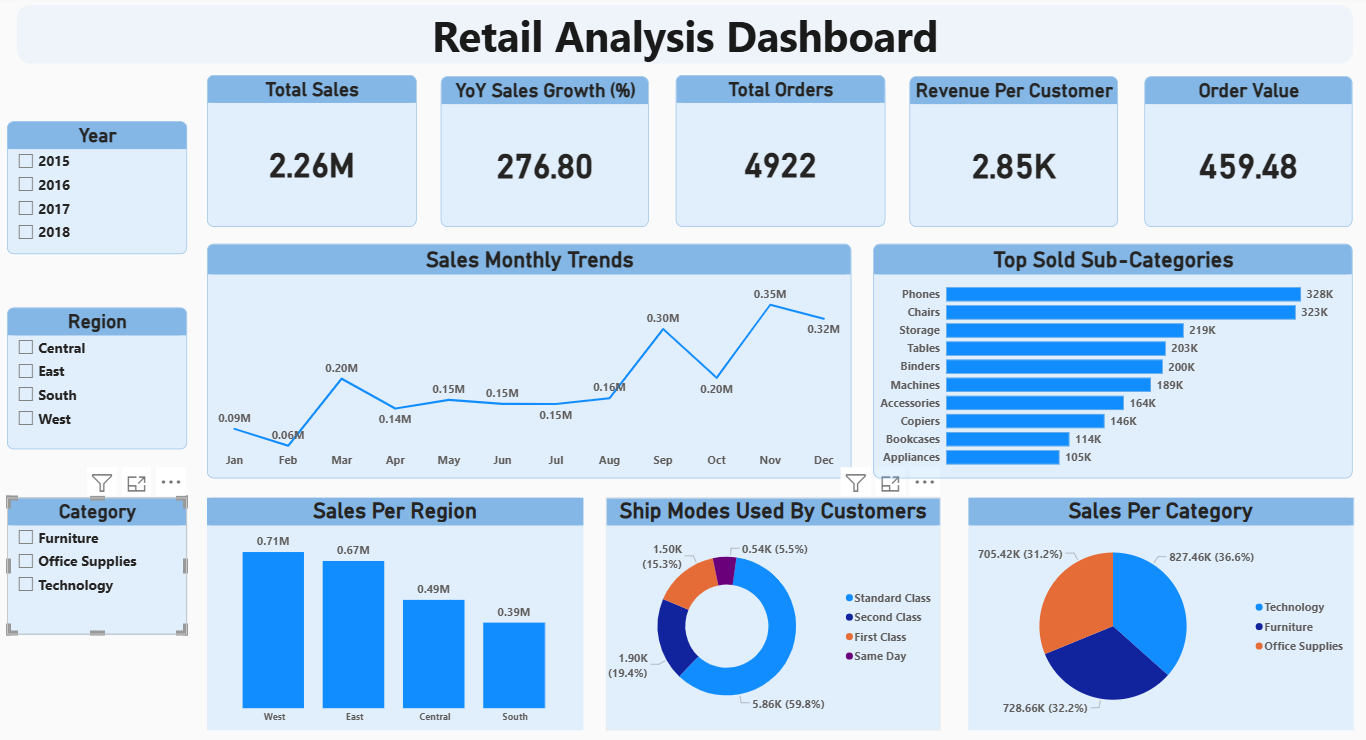 Retail Analysis Dashboard
Total Sales
2.26M
YoY Sales Growth (%)
276.80
Total Orders
4922
Revenue Per Customer
2.85K
Order Value
459.48
Year
2015
2016
2017
2018
Region
Central
East
South
West
Category
Furniture
Office Supplies
Technology
Sales Monthly Trends
0.09M
0.06M
0.20M
0.14M
0.15M
0.15M
0.15M
0.16M
0.30M
0.20M
0.35M
0.32M
Jan Feb Mar Apr May Jun Jul Aug Sep Oct Nov Dec
Top Sold Sub-Categories
Phones 328K
Chairs 323K
Storage 219K
Tables 203K
Binders 200K
Machines 189K
Accessories 164K
Copiers 146K
Bookcases 114K
Appliances 105K
Sales Per Region
0.71M
0.67M
0.49M
0.39M
West East Central South
Ship Modes Used By Customers
1.50K
(15.3%)
0.54K (5.5%)
1.90K
(19.4%)
5.86K (59.8%)
Standard Class
Second Class
First Class
Same Day
Sales Per Category
705.42K (31.2%)
827.46K (36.6%)
728.66K (32.2%)
Technology
Furniture
Office Supplies